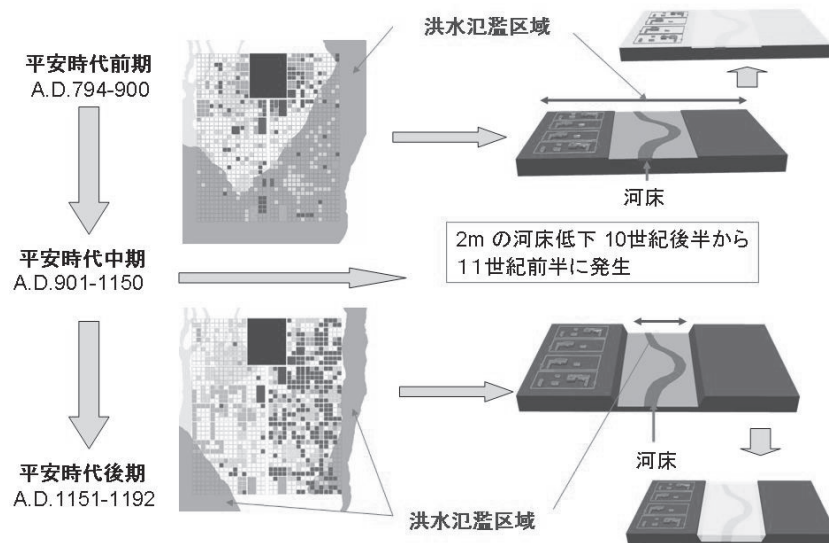 洪水氾濫区域
平安時代前期
A.D.794-900
河床
2m の河床低下 10世紀後半から
11世紀前半に発生
平安時代中期
A.D.901-1150
河床
平安時代後期
A.D.1151-1192
洪水氾濫区域